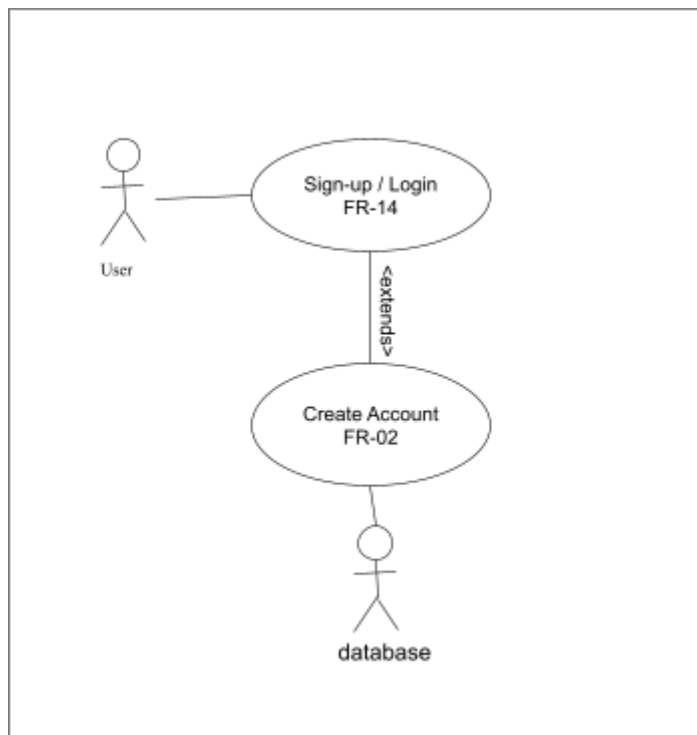 Sign-up / Login
FR-14
User
<extends>
Create Account
FR-02
database